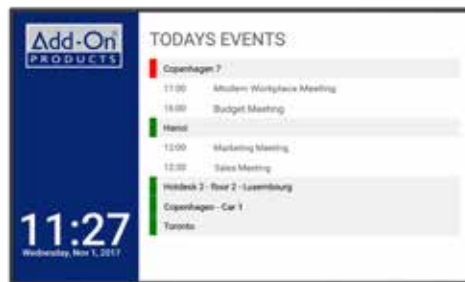 Add-On
PRODUCTS
TODAYS EVENTS
Copenhagen 7
11:00 Modern Workplace Meeting
16:00 Budget Meeting
Hanoi
12:00 Marketing Meeting
12:30 Sales Meeting
Hotdesk 2 - floor 2 - Luxembourg
Copenhagen - Car 1
Toronto
11:27
Wednesday, Nov 1, 2017